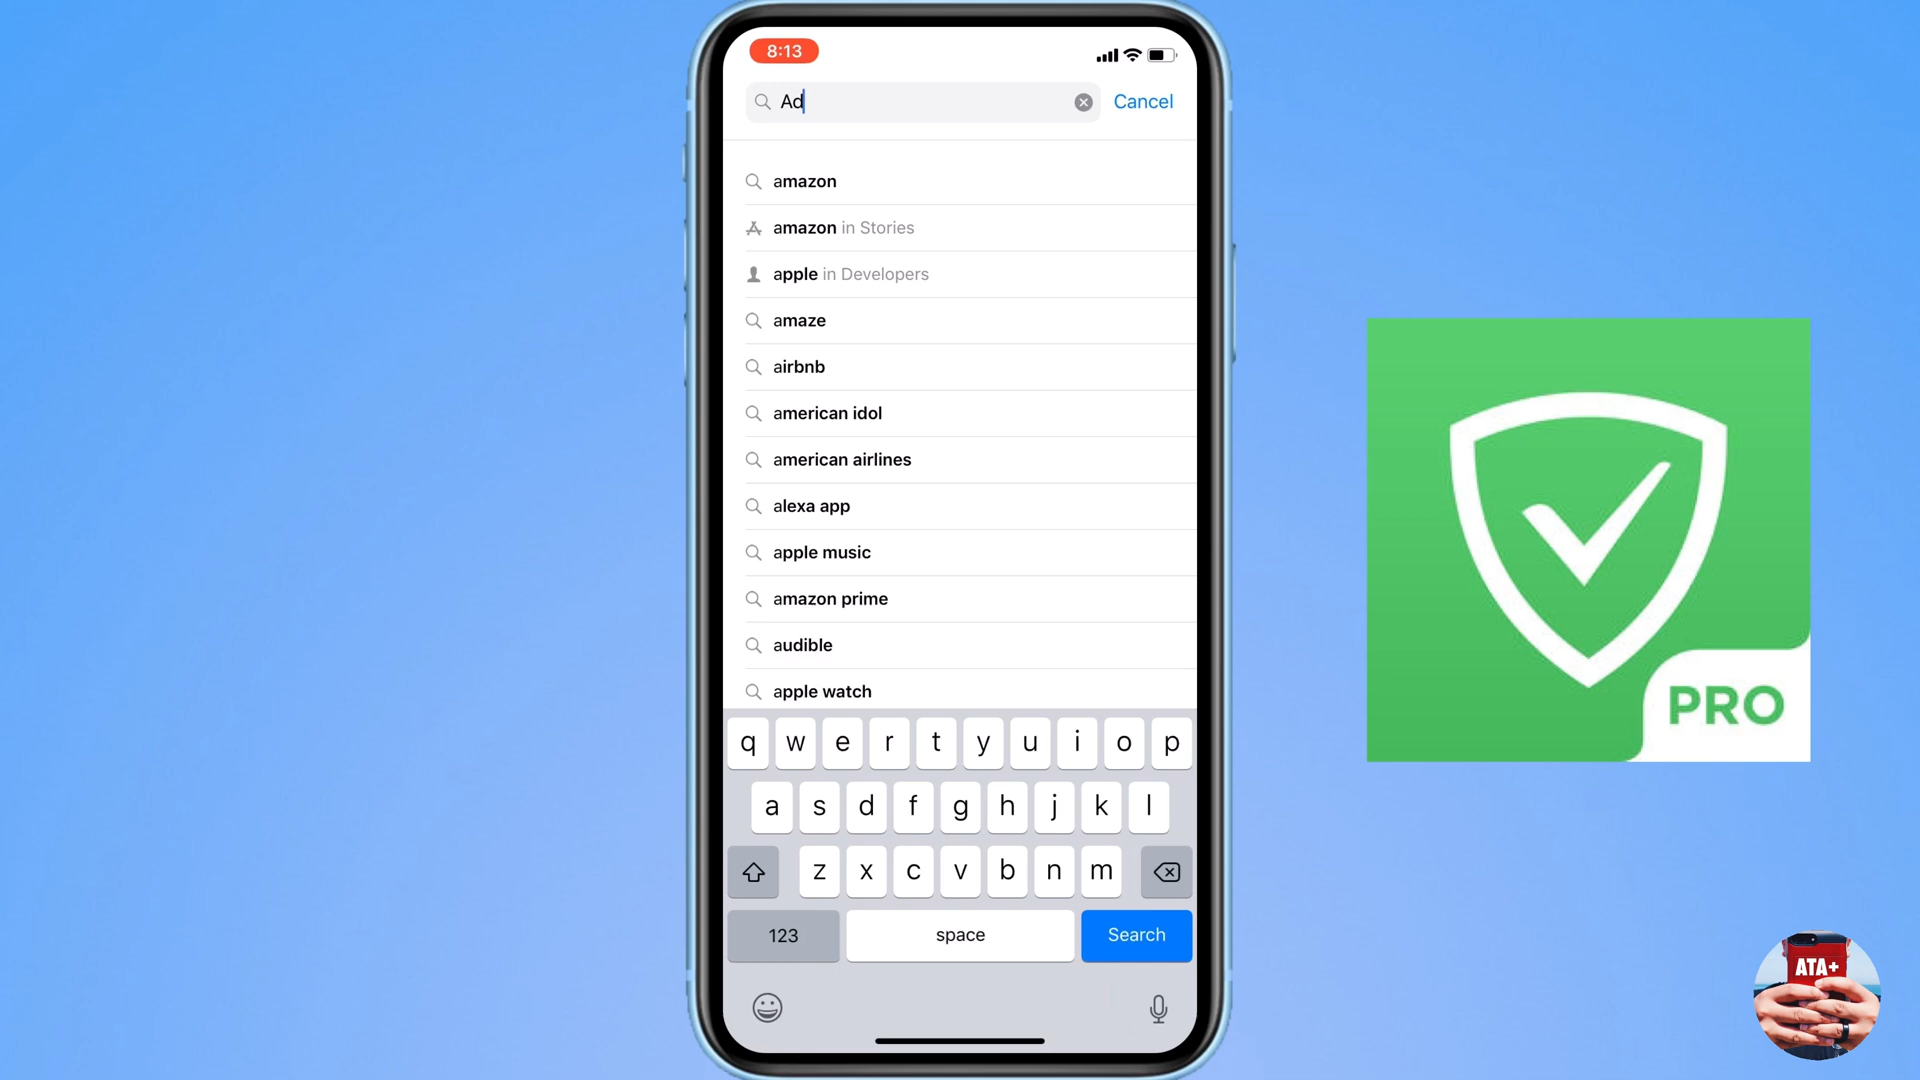 8:13
Ad
Cancel
amazon
amazon in Stories
apple in Developers
amaze
airbnb
american idol
american airlines
alexa app
apple music
amazon prime
audible
apple watch
q w e r t y u i o p
a s d f g h j k l
z x c v b n m
123 space Search
PRO
ATA+